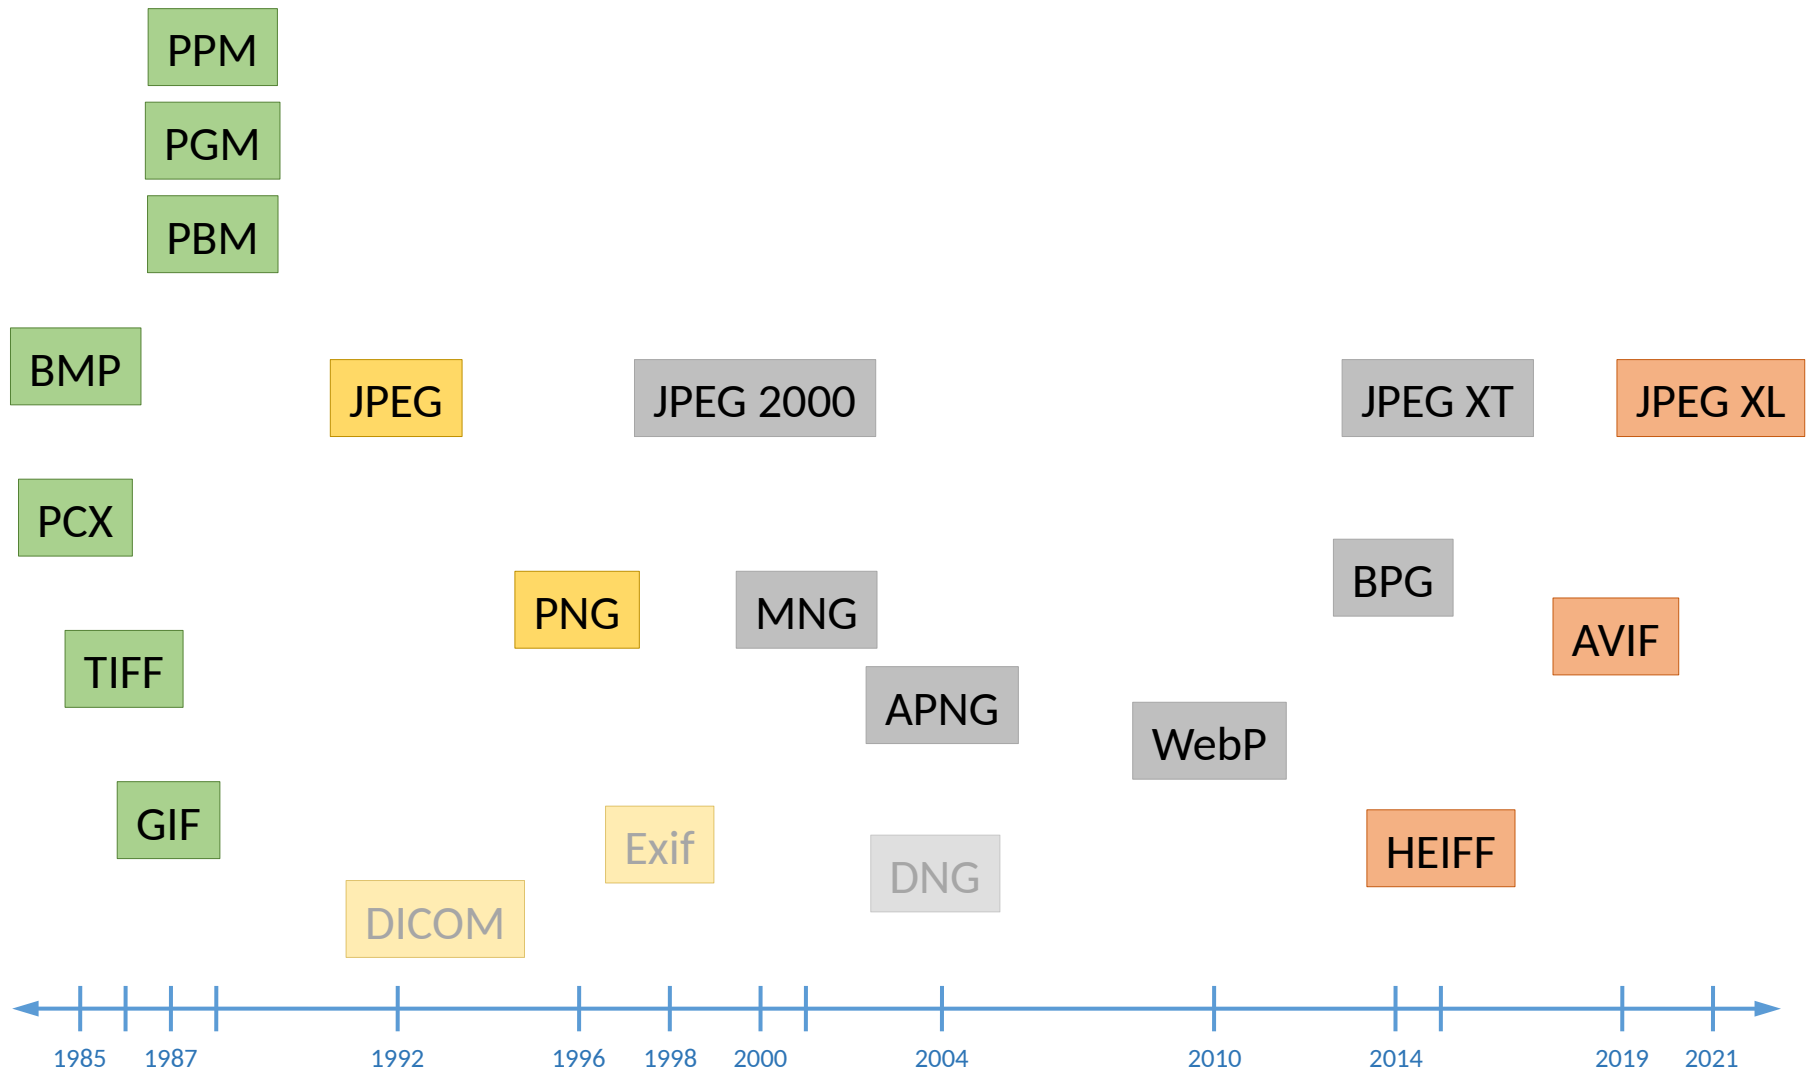 PPM
PGM
PBM
BMP
JPEG
JPEG 2000
JPEG XT
JPEG XL
PCX
BPG
PNG
MNG
AVIF
TIFF
APNG
WebP
GIF
Exif
DNG
HEIFF
DICOM
1985 1987 1992 1996 1998 2000 2004 2010 2014 2019 2021